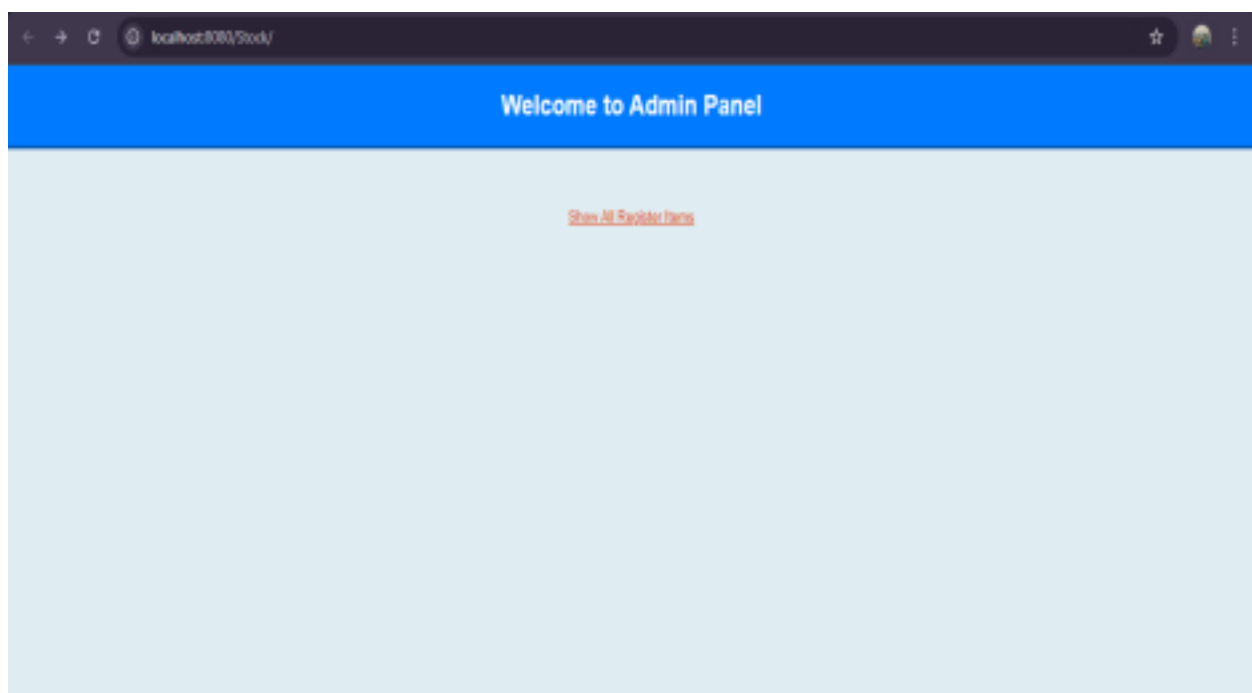 localhost:8080/Stock/
Welcome to Admin Panel
Show All Register Items